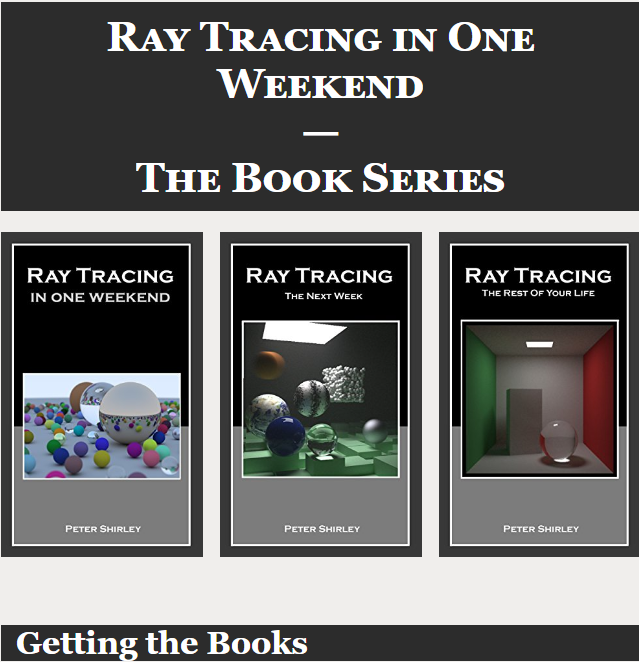 Ray Tracing in One
Weekend
—
The Book Series
Ray Tracing
in One Weekend
Peter Shirley
Ray Tracing
The Next Week
Peter Shirley
Ray Tracing
The Rest Of Your Life
Peter Shirley
Getting the Books